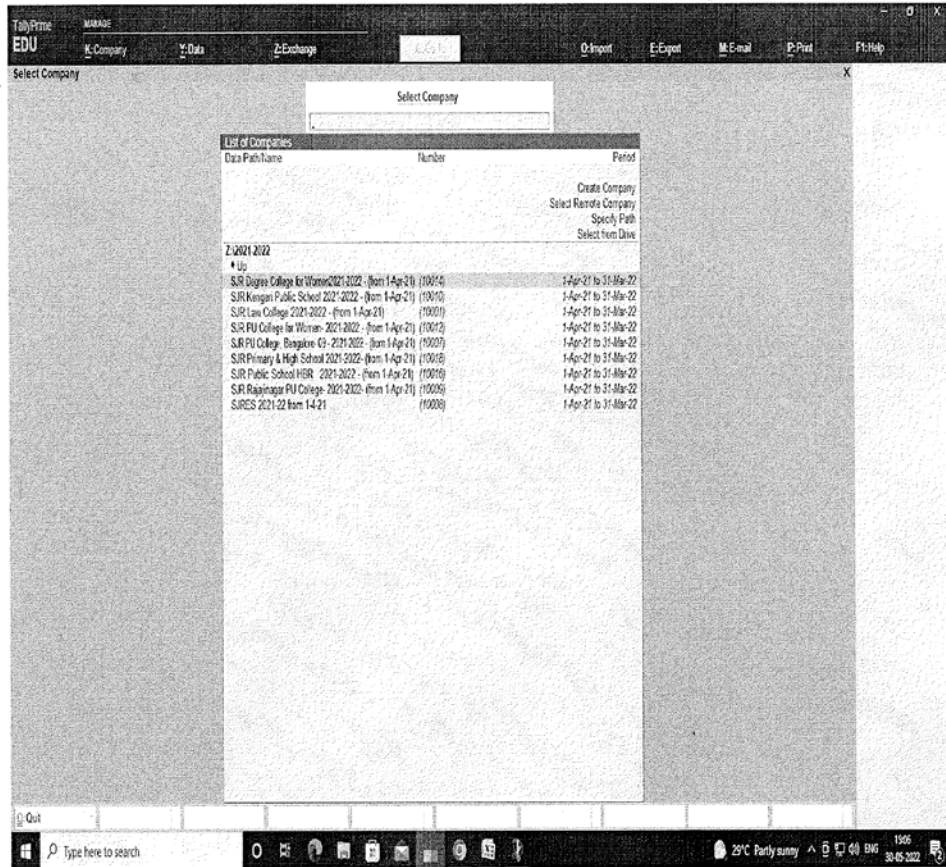 TallyPrime
EDU
MANAGE
K:Company Y:Data Z:Exchange G:Go To O:Import E:Export M:E-mail P:Print F1:Help
Select Company X
Select Company
List of Companies
Data Path/Name Number Period
Create Company
Select Remote Company
Specify Path
Select from Drive
Z:\2021-2022
♦ Up
SJR Degree College for Women2021-2022 - (from 1-Apr-21) (10014) 1-Apr-21 to 31-Mar-22
SJR Kengari Public School 2021-2022 - (from 1-Apr-21) (10010) 1-Apr-21 to 31-Mar-22
SJR Law College 2021-2022 - (from 1-Apr-21) (10001) 1-Apr-21 to 31-Mar-22
SJR PU College for Women- 2021-2022 - (from 1-Apr-21) (10012) 1-Apr-21 to 31-Mar-22
SJR PU College, Bangalore- 09 - 2021-2022 - (from 1-Apr-21) (10007) 1-Apr-21 to 31-Mar-22
SJR Primary & High School 2021-2022- (from 1-Apr-21) (10018) 1-Apr-21 to 31-Mar-22
SJR Public School HBR 2021-2022 - (from 1-Apr-21) (10016) 1-Apr-21 to 31-Mar-22
SJR Rajajinagar PU College- 2021-2022- (from 1-Apr-21) (10009) 1-Apr-21 to 31-Mar-22
SJRES 2021-22 from 1-4-21 (10008) 1-Apr-21 to 31-Mar-22
Q: Quit
Type here to search 29°C Partly sunny ENG 1506
30-05-2022